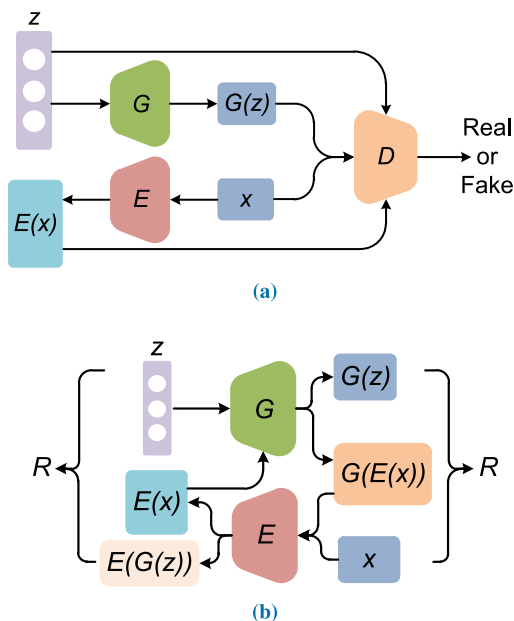 z
G
G(z)
D
Real
or
Fake
E(x)
E
x
(a)
z
G
G(z)
R
E(x)
G(E(x))
R
E
E(G(z))
x
(b)